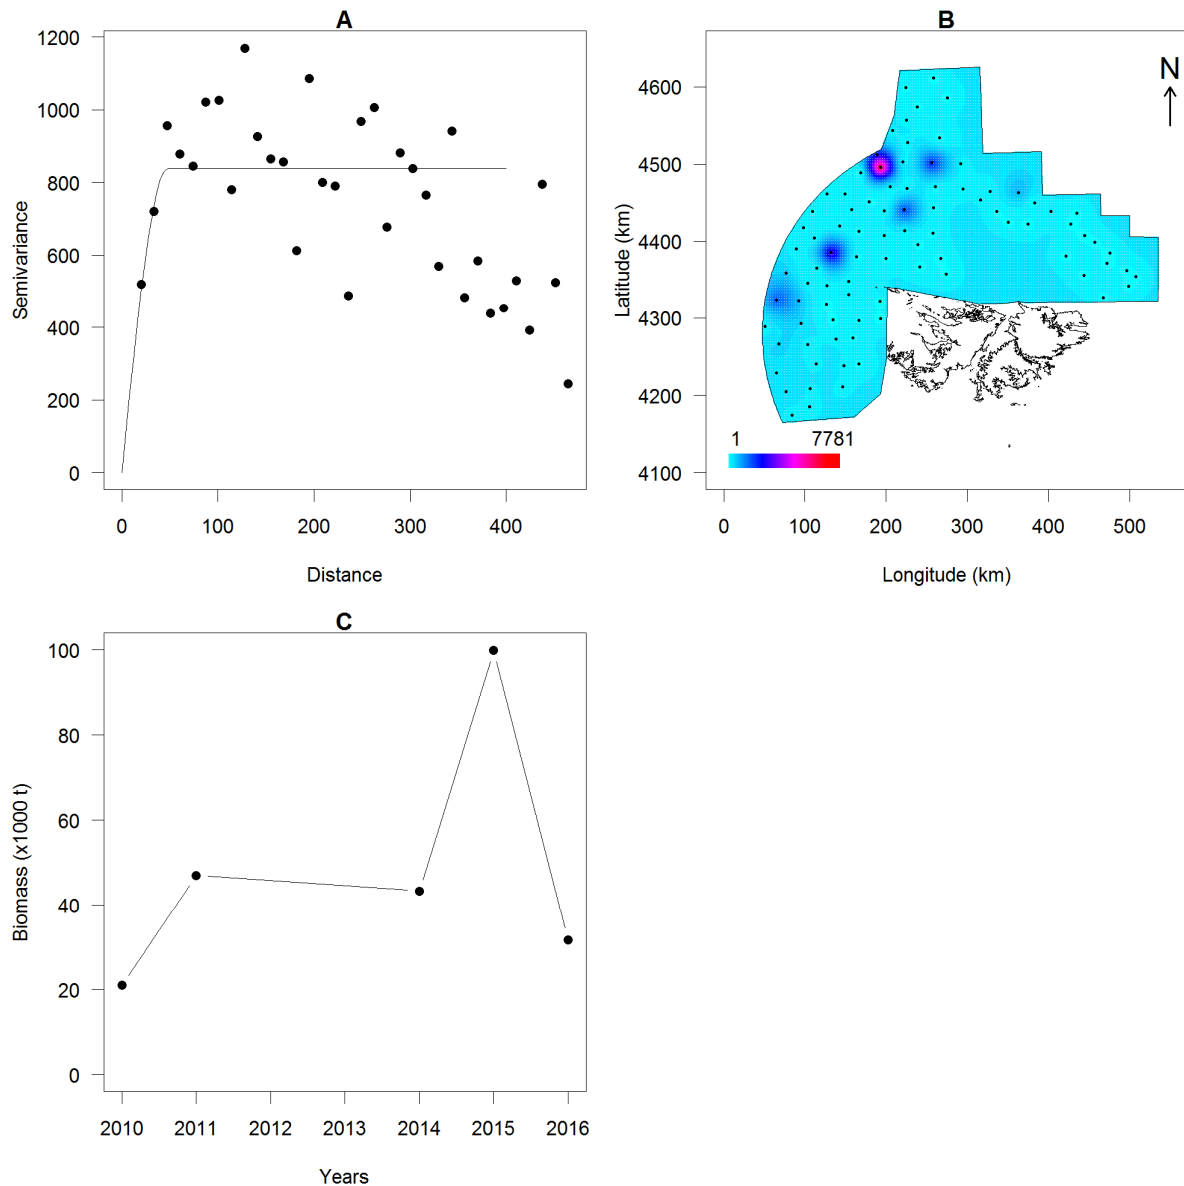 A
1200
1000
800
600
400
200
0
Semivariance
0 100 200 300 400
Distance
B
N
4600
4500
4400
4300
4200
4100
Latitude (km)
1 7781
0 100 200 300 400 500
Longitude (km)
C
100
80
60
40
20
0
Biomass (x1000 t)
2010 2011 2012 2013 2014 2015 2016
Years